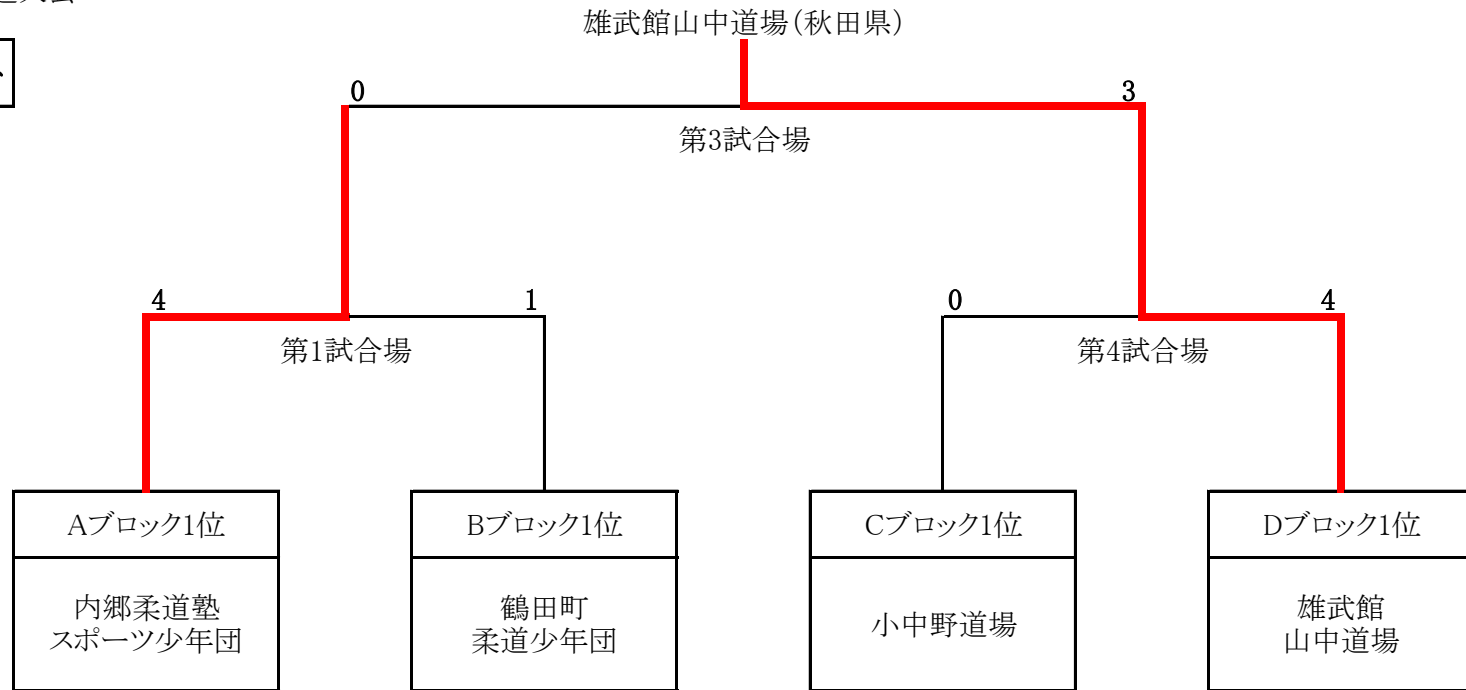 雄武館山中道場(秋田県)
0
3
第3試合場
4
1
0
4
第1試合場
第4試合場
Aブロック1位
Bブロック1位
Cブロック1位
Dブロック1位
内郷柔道塾
スポーツ少年団
鶴田町
柔道少年団
小中野道場
雄武館
山中道場